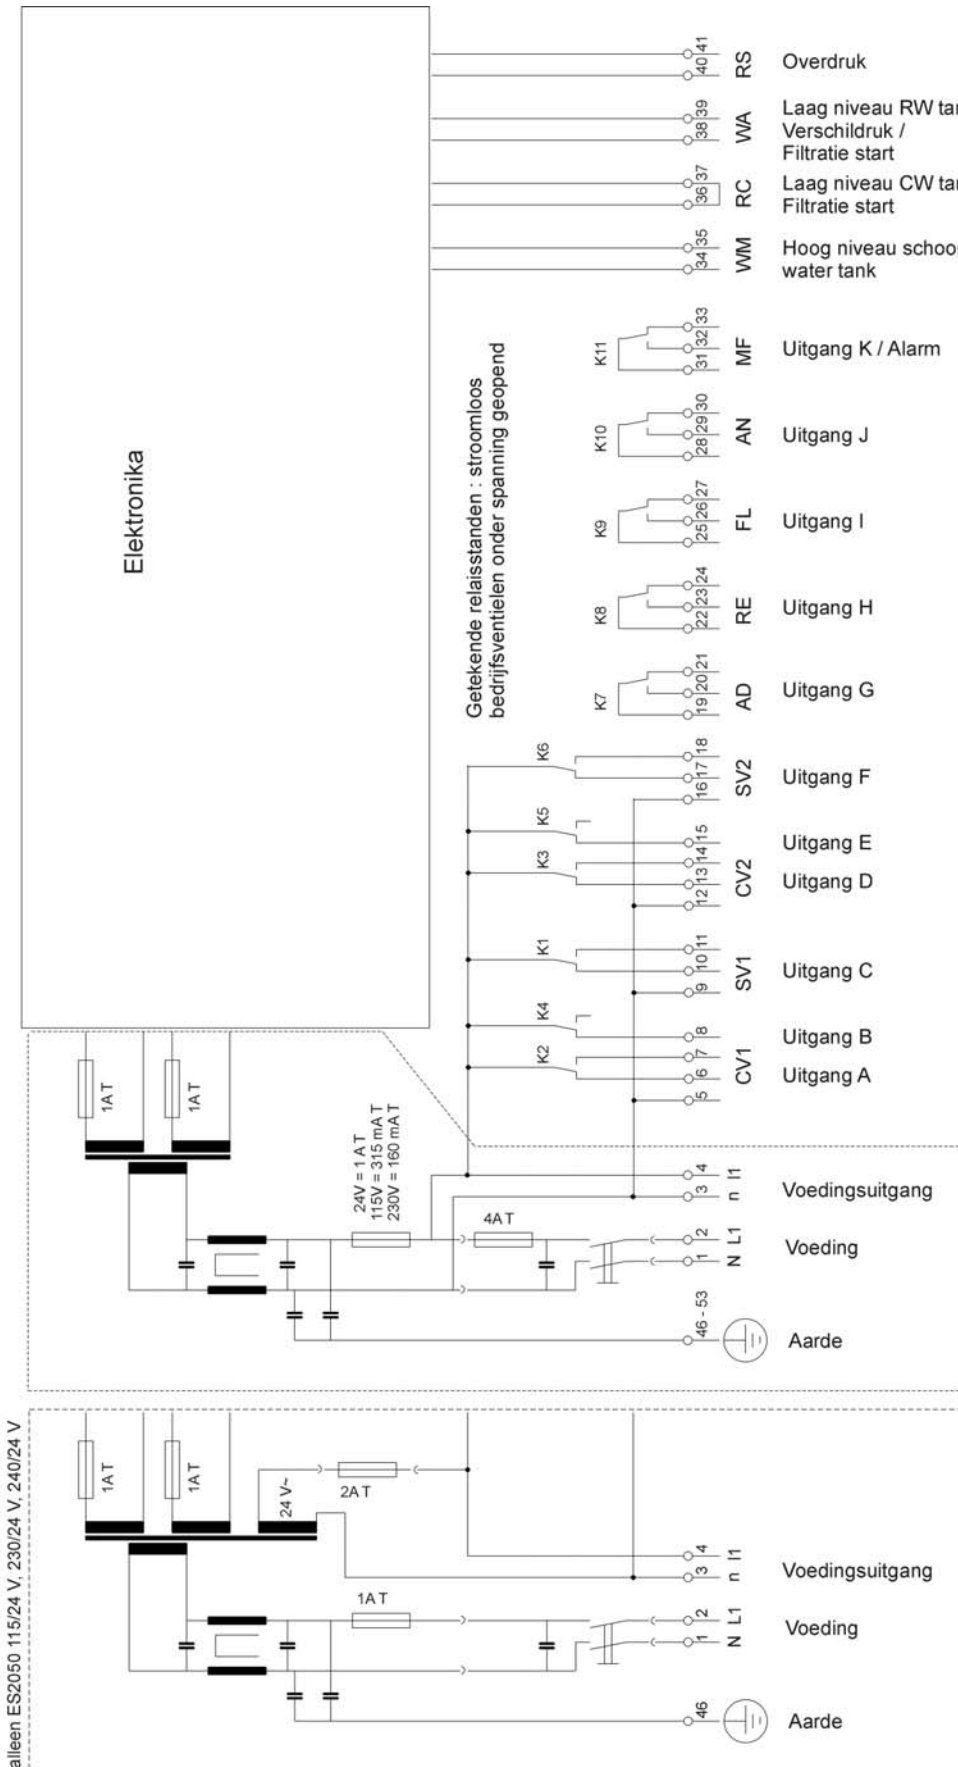 41
40
RS
Overdruk
39
38
WA
Laag niveau RW tan
Verschildruk /
Filtratie start
37
36
RC
Laag niveau CW tan
Filtratie start
35
34
WM
Hoog niveau schoon
water tank
Elektronika
Getekende relaisstanden : stroomloos
bedrijfsventielen onder spanning geopend
K11
33
32
31
MF
Uitgang K / Alarm
K10
30
29
28
AN
Uitgang J
K9
27
26
25
FL
Uitgang I
K8
24
23
22
RE
Uitgang H
K7
21
20
19
AD
Uitgang G
K6
18
17
16
SV2
Uitgang F
K5
15
Uitgang E
K3
14
13
12
CV2
Uitgang D
K1
11
10
9
SV1
Uitgang C
K4
8
Uitgang B
K2
7
6
5
CV1
Uitgang A
1A T
1A T
24V = 1 A T
115V = 315 mA T
230V = 160 mA T
4A T
4 l1
3 n
Voedingsuitgang
2 L1
1 N
Voeding
46 - 53
Aarde
alleen ES2050 115/24 V, 230/24 V, 240/24 V
1A T
1A T
24 V~
2A T
4 l1
3 n
Voedingsuitgang
1A T
2 L1
1 N
Voeding
46
Aarde